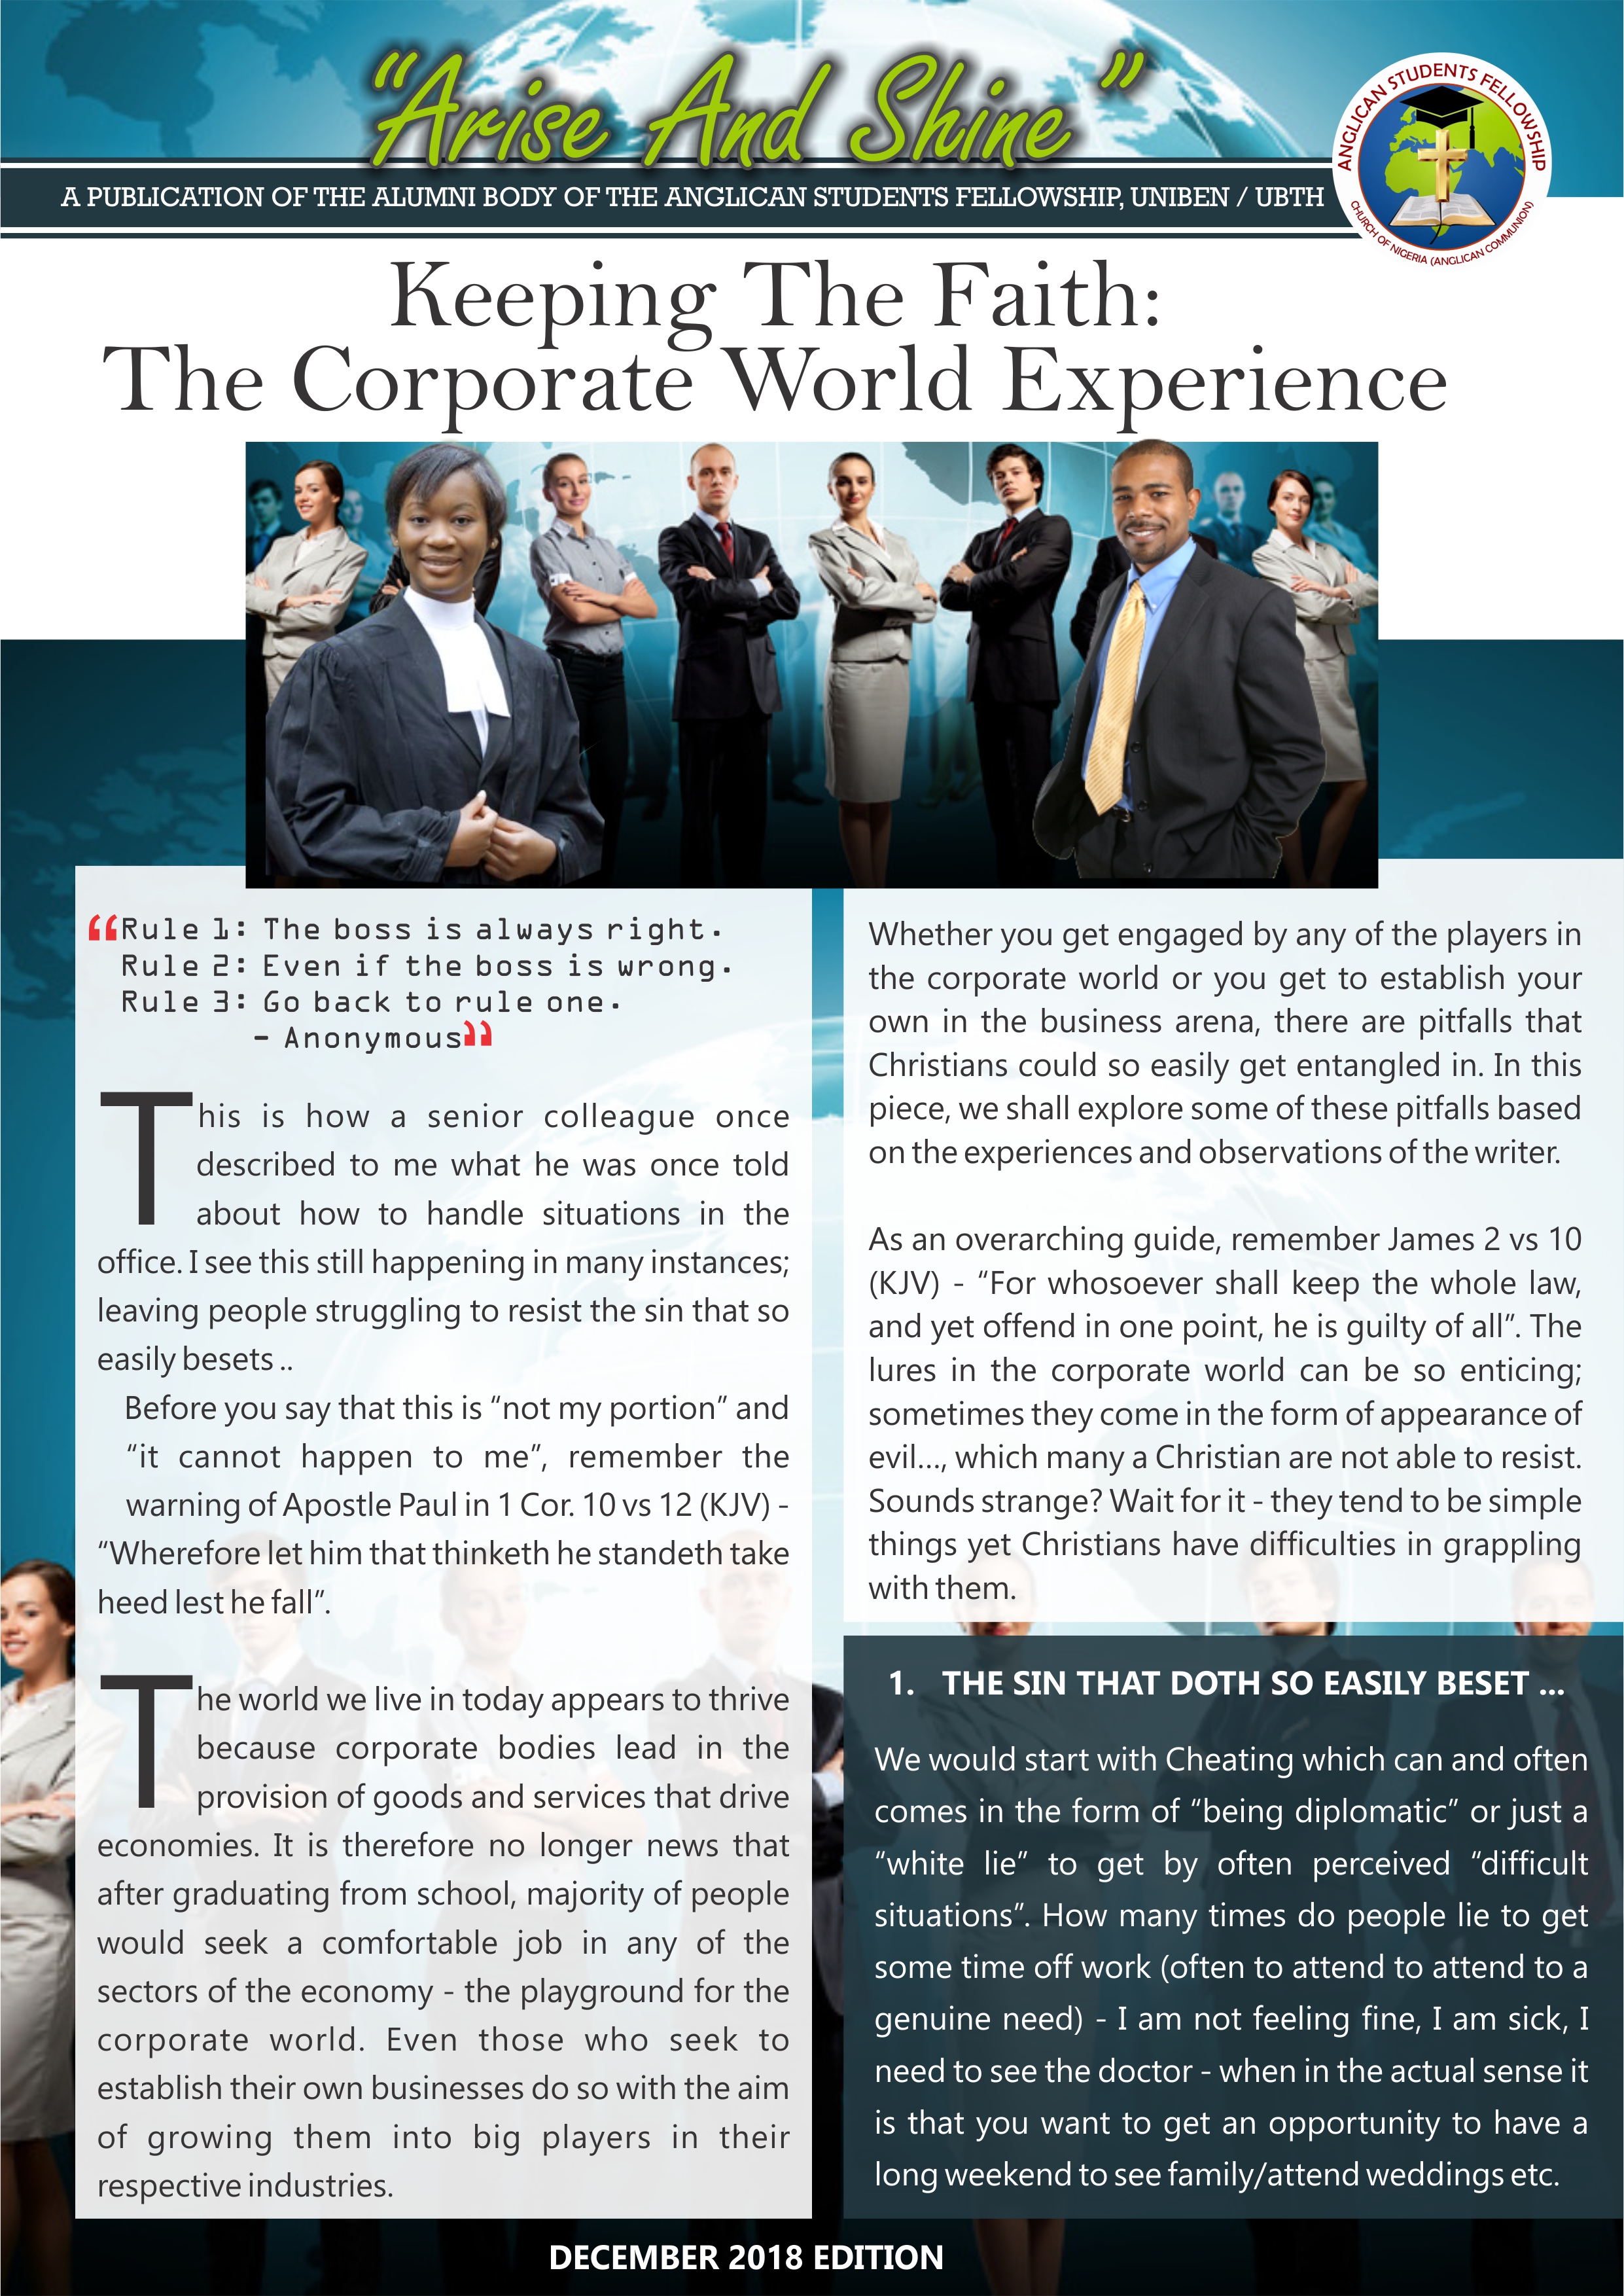 “Arise And Shine”
A PUBLICATION OF THE ALUMNI BODY OF THE ANGLICAN STUDENTS FELLOWSHIP, UNIBEN / UBTH
ANGLICAN STUDENTS FELLOWSHIP
CHURCH OF NIGERIA (ANGLICAN COMMUNION)
Keeping The Faith:
The Corporate World Experience
“Rule 1: The boss is always right.
Rule 2: Even if the boss is wrong.
Rule 3: Go back to rule one.
- Anonymous”
This is how a senior colleague once
described to me what he was once told
about how to handle situations in the
office. I see this still happening in many instances;
leaving people struggling to resist the sin that so
easily besets ..
Before you say that this is “not my portion” and
“it cannot happen to me”, remember the
warning of Apostle Paul in 1 Cor. 10 vs 12 (KJV) -
“Wherefore let him that thinketh he standeth take
heed lest he fall”.
The world we live in today appears to thrive
because corporate bodies lead in the
provision of goods and services that drive
economies. It is therefore no longer news that
after graduating from school, majority of people
would seek a comfortable job in any of the
sectors of the economy - the playground for the
corporate world. Even those who seek to
establish their own businesses do so with the aim
of growing them into big players in their
respective industries.
Whether you get engaged by any of the players in
the corporate world or you get to establish your
own in the business arena, there are pitfalls that
Christians could so easily get entangled in. In this
piece, we shall explore some of these pitfalls based
on the experiences and observations of the writer.
As an overarching guide, remember James 2 vs 10
(KJV) - “For whosoever shall keep the whole law,
and yet offend in one point, he is guilty of all”. The
lures in the corporate world can be so enticing;
sometimes they come in the form of appearance of
evil..., which many a Christian are not able to resist.
Sounds strange? Wait for it - they tend to be simple
things yet Christians have difficulties in grappling
with them.
1. THE SIN THAT DOTH SO EASILY BESET ...
We would start with Cheating which can and often
comes in the form of “being diplomatic” or just a
“white lie” to get by often perceived “difficult
situations”. How many times do people lie to get
some time off work (often to attend to attend to a
genuine need) - I am not feeling fine, I am sick, I
need to see the doctor - when in the actual sense it
is that you want to get an opportunity to have a
long weekend to see family/attend weddings etc.
DECEMBER 2018 EDITION